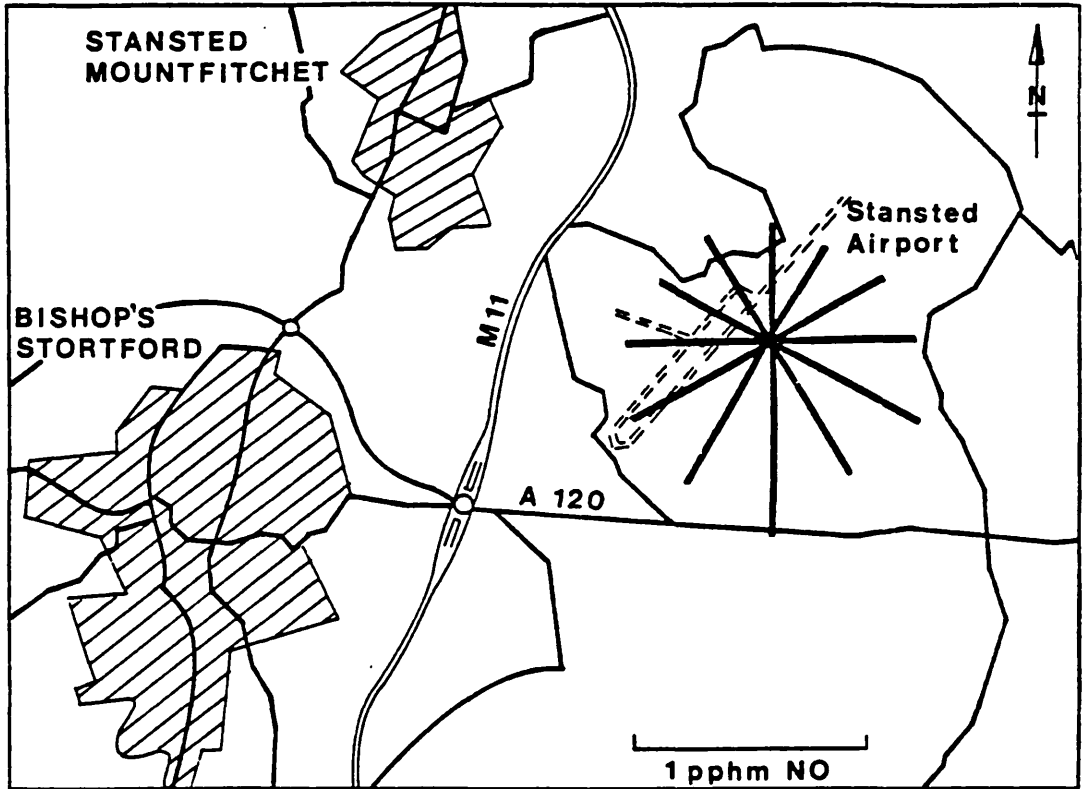 STANSTED
MOUNTFITCHET
N
Stansted
Airport
M11
BISHOP'S
STORTFORD
A 120
1 pphm NO